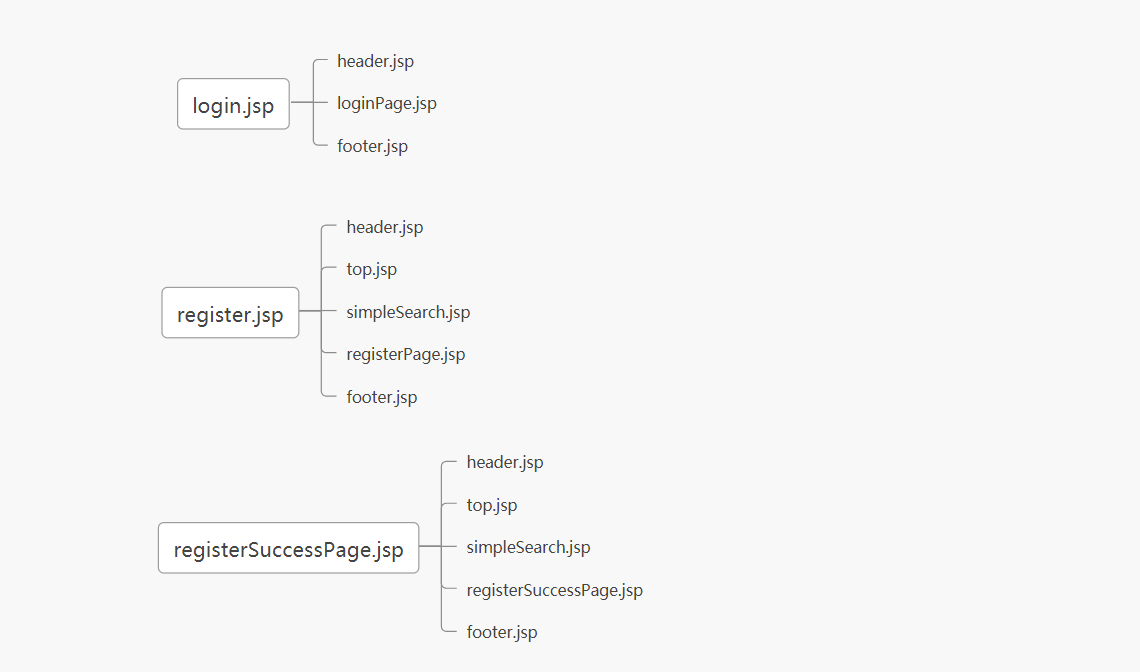 login.jsp
header.jsp
loginPage.jsp
footer.jsp
register.jsp
header.jsp
top.jsp
simpleSearch.jsp
registerPage.jsp
footer.jsp
registerSuccessPage.jsp
header.jsp
top.jsp
simpleSearch.jsp
registerSuccessPage.jsp
footer.jsp